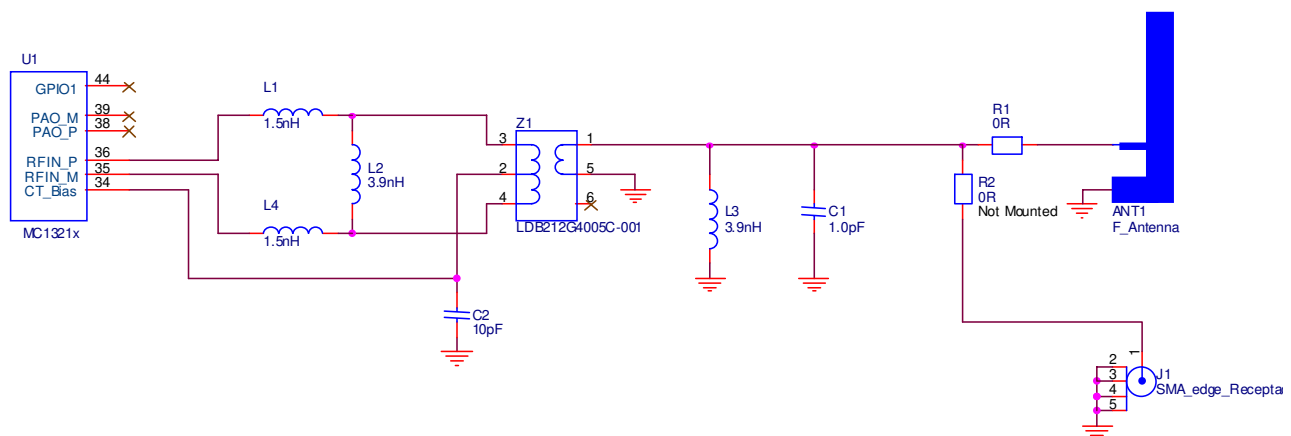 U1
GPIO1 44
PAO_M 39
PAO_P 38
RFIN_P 36
RFIN_M 35
CT_Bias 34
MC1321x
L1
1.5nH
L2
3.9nH
L4
1.5nH
C2
10pF
Z1
3
2
4
1
5
6
LDB212G4005C-001
L3
3.9nH
C1
1.0pF
R1
0R
R2
0R
Not Mounted
ANT1
F_Antenna
1
2
3
4
5
J1
SMA_edge_Recepta